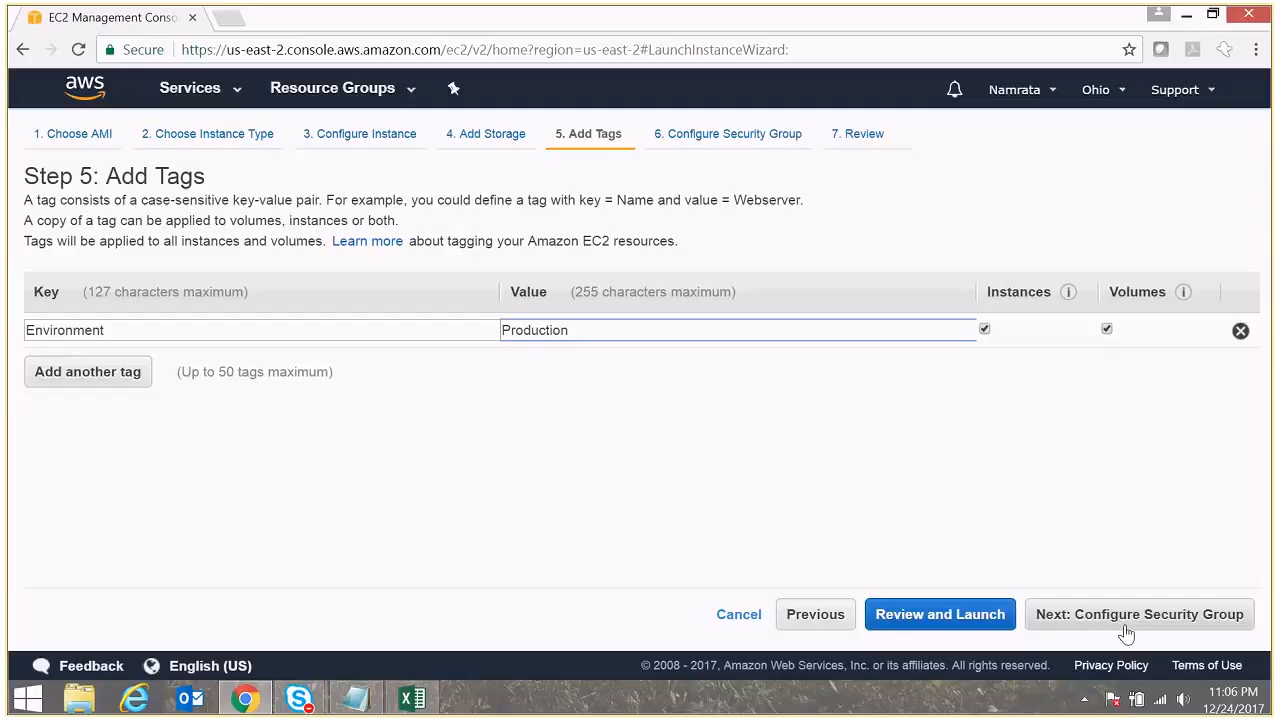 EC2 Management Conso
Secure https://us-east-2.console.aws.amazon.com/ec2/v2/home?region=us-east-2#LaunchInstanceWizard:
aws Services Resource Groups Namrata Ohio Support
1. Choose AMI 2. Choose Instance Type 3. Configure Instance 4. Add Storage 5. Add Tags 6. Configure Security Group 7. Review
Step 5: Add Tags
A tag consists of a case-sensitive key-value pair. For example, you could define a tag with key = Name and value = Webserver.
A copy of a tag can be applied to volumes, instances or both.
Tags will be applied to all instances and volumes. Learn more about tagging your Amazon EC2 resources.
Key (127 characters maximum) Value (255 characters maximum) Instances Volumes
Environment Production
Add another tag (Up to 50 tags maximum)
Cancel Previous Review and Launch Next: Configure Security Group
Feedback English (US) © 2008 - 2017, Amazon Web Services, Inc. or its affiliates. All rights reserved. Privacy Policy Terms of Use
11:06 PM
12/24/2017